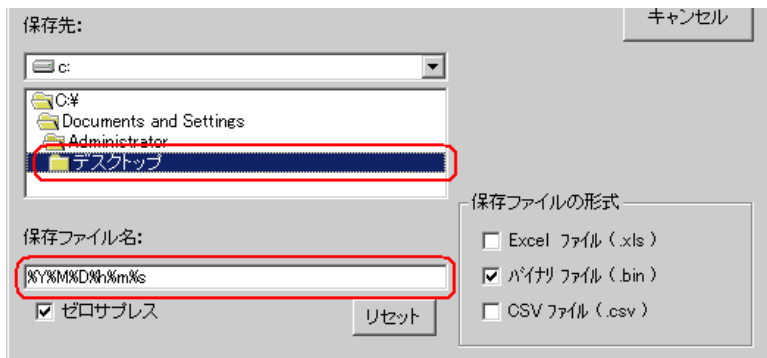 保存先:
キャンセル
c:
C:¥
Documents and Settings
Administrator
デスクトップ
保存ファイル名:
%Y%M%D%h%m%s
ゼロサプレス
リセット
保存ファイルの形式
Excel ファイル ( .xls )
バイナリ ファイル ( .bin )
CSV ファイル ( .csv )